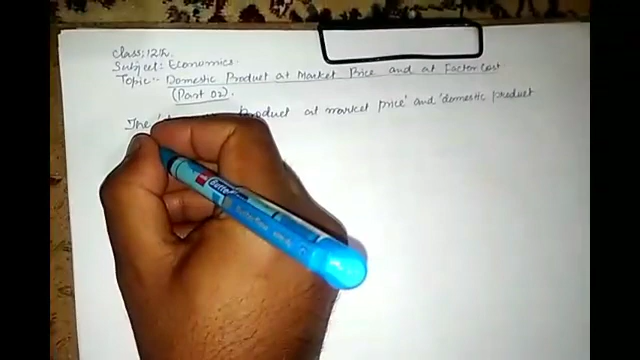 Class; 12th.
Subject: Economics.
Topic:- Domestic Product at Market Price and at Factor Cost
(Part 02).
The Product at market price' and 'domestic product
Butterflow